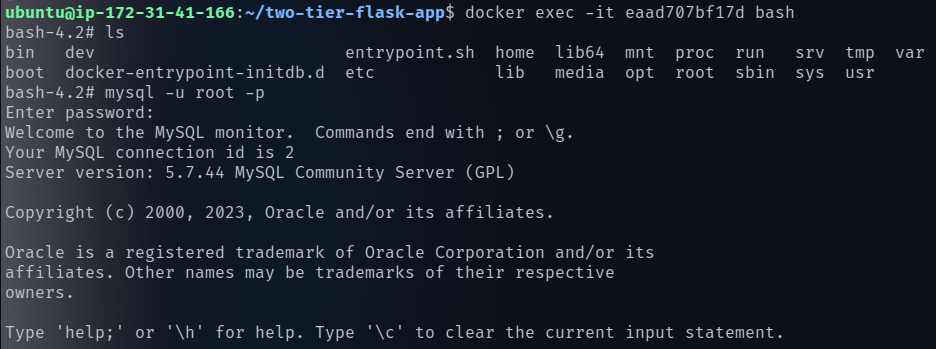 ubuntu@ip-172-31-41-166:~/two-tier-flask-app$ docker exec -it eaad707bf17d bash
bash-4.2# ls
bin   dev                         entrypoint.sh  home  lib64  mnt  proc  run   srv  tmp  var
boot  docker-entrypoint-initdb.d  etc            lib   media  opt  root  sbin  sys  usr
bash-4.2# mysql -u root -p
Enter password:
Welcome to the MySQL monitor.  Commands end with ; or \g.
Your MySQL connection id is 2
Server version: 5.7.44 MySQL Community Server (GPL)

Copyright (c) 2000, 2023, Oracle and/or its affiliates.

Oracle is a registered trademark of Oracle Corporation and/or its
affiliates. Other names may be trademarks of their respective
owners.

Type 'help;' or '\h' for help. Type '\c' to clear the current input statement.